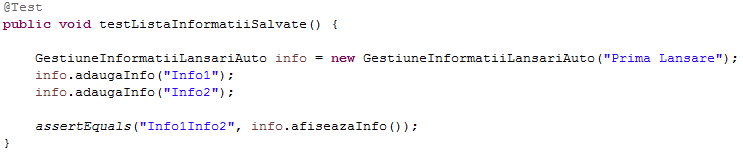 @Test
public void testListaInformatiiSalvate() {
GestiuneInformatiiLansariAuto info = new GestiuneInformatiiLansariAuto("Prima Lansare");
info.adaugaInfo("Info1");
info.adaugaInfo("Info2");
assertEquals("Info1Info2", info.afiseazaInfo());
}